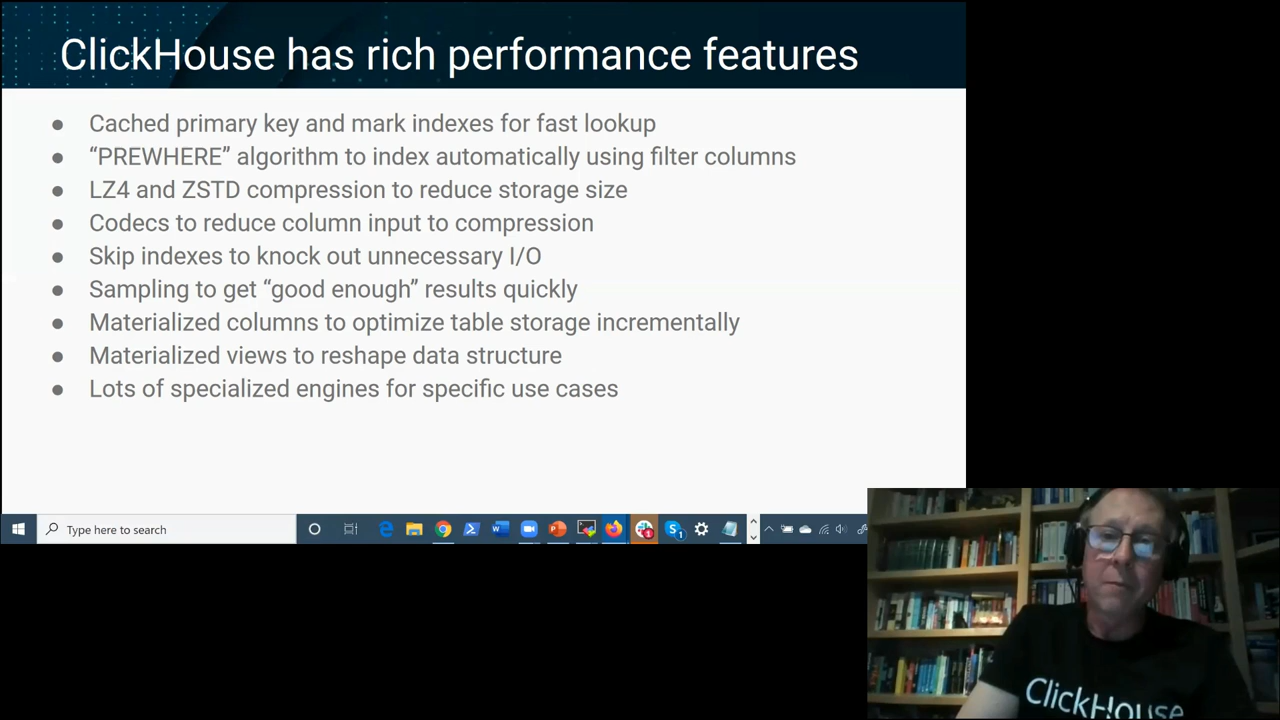 ClickHouse has rich performance features
● Cached primary key and mark indexes for fast lookup
● “PREWHERE” algorithm to index automatically using filter columns
● LZ4 and ZSTD compression to reduce storage size
● Codecs to reduce column input to compression
● Skip indexes to knock out unnecessary I/O
● Sampling to get “good enough” results quickly
● Materialized columns to optimize table storage incrementally
● Materialized views to reshape data structure
● Lots of specialized engines for specific use cases
Type here to search
ClickHouse